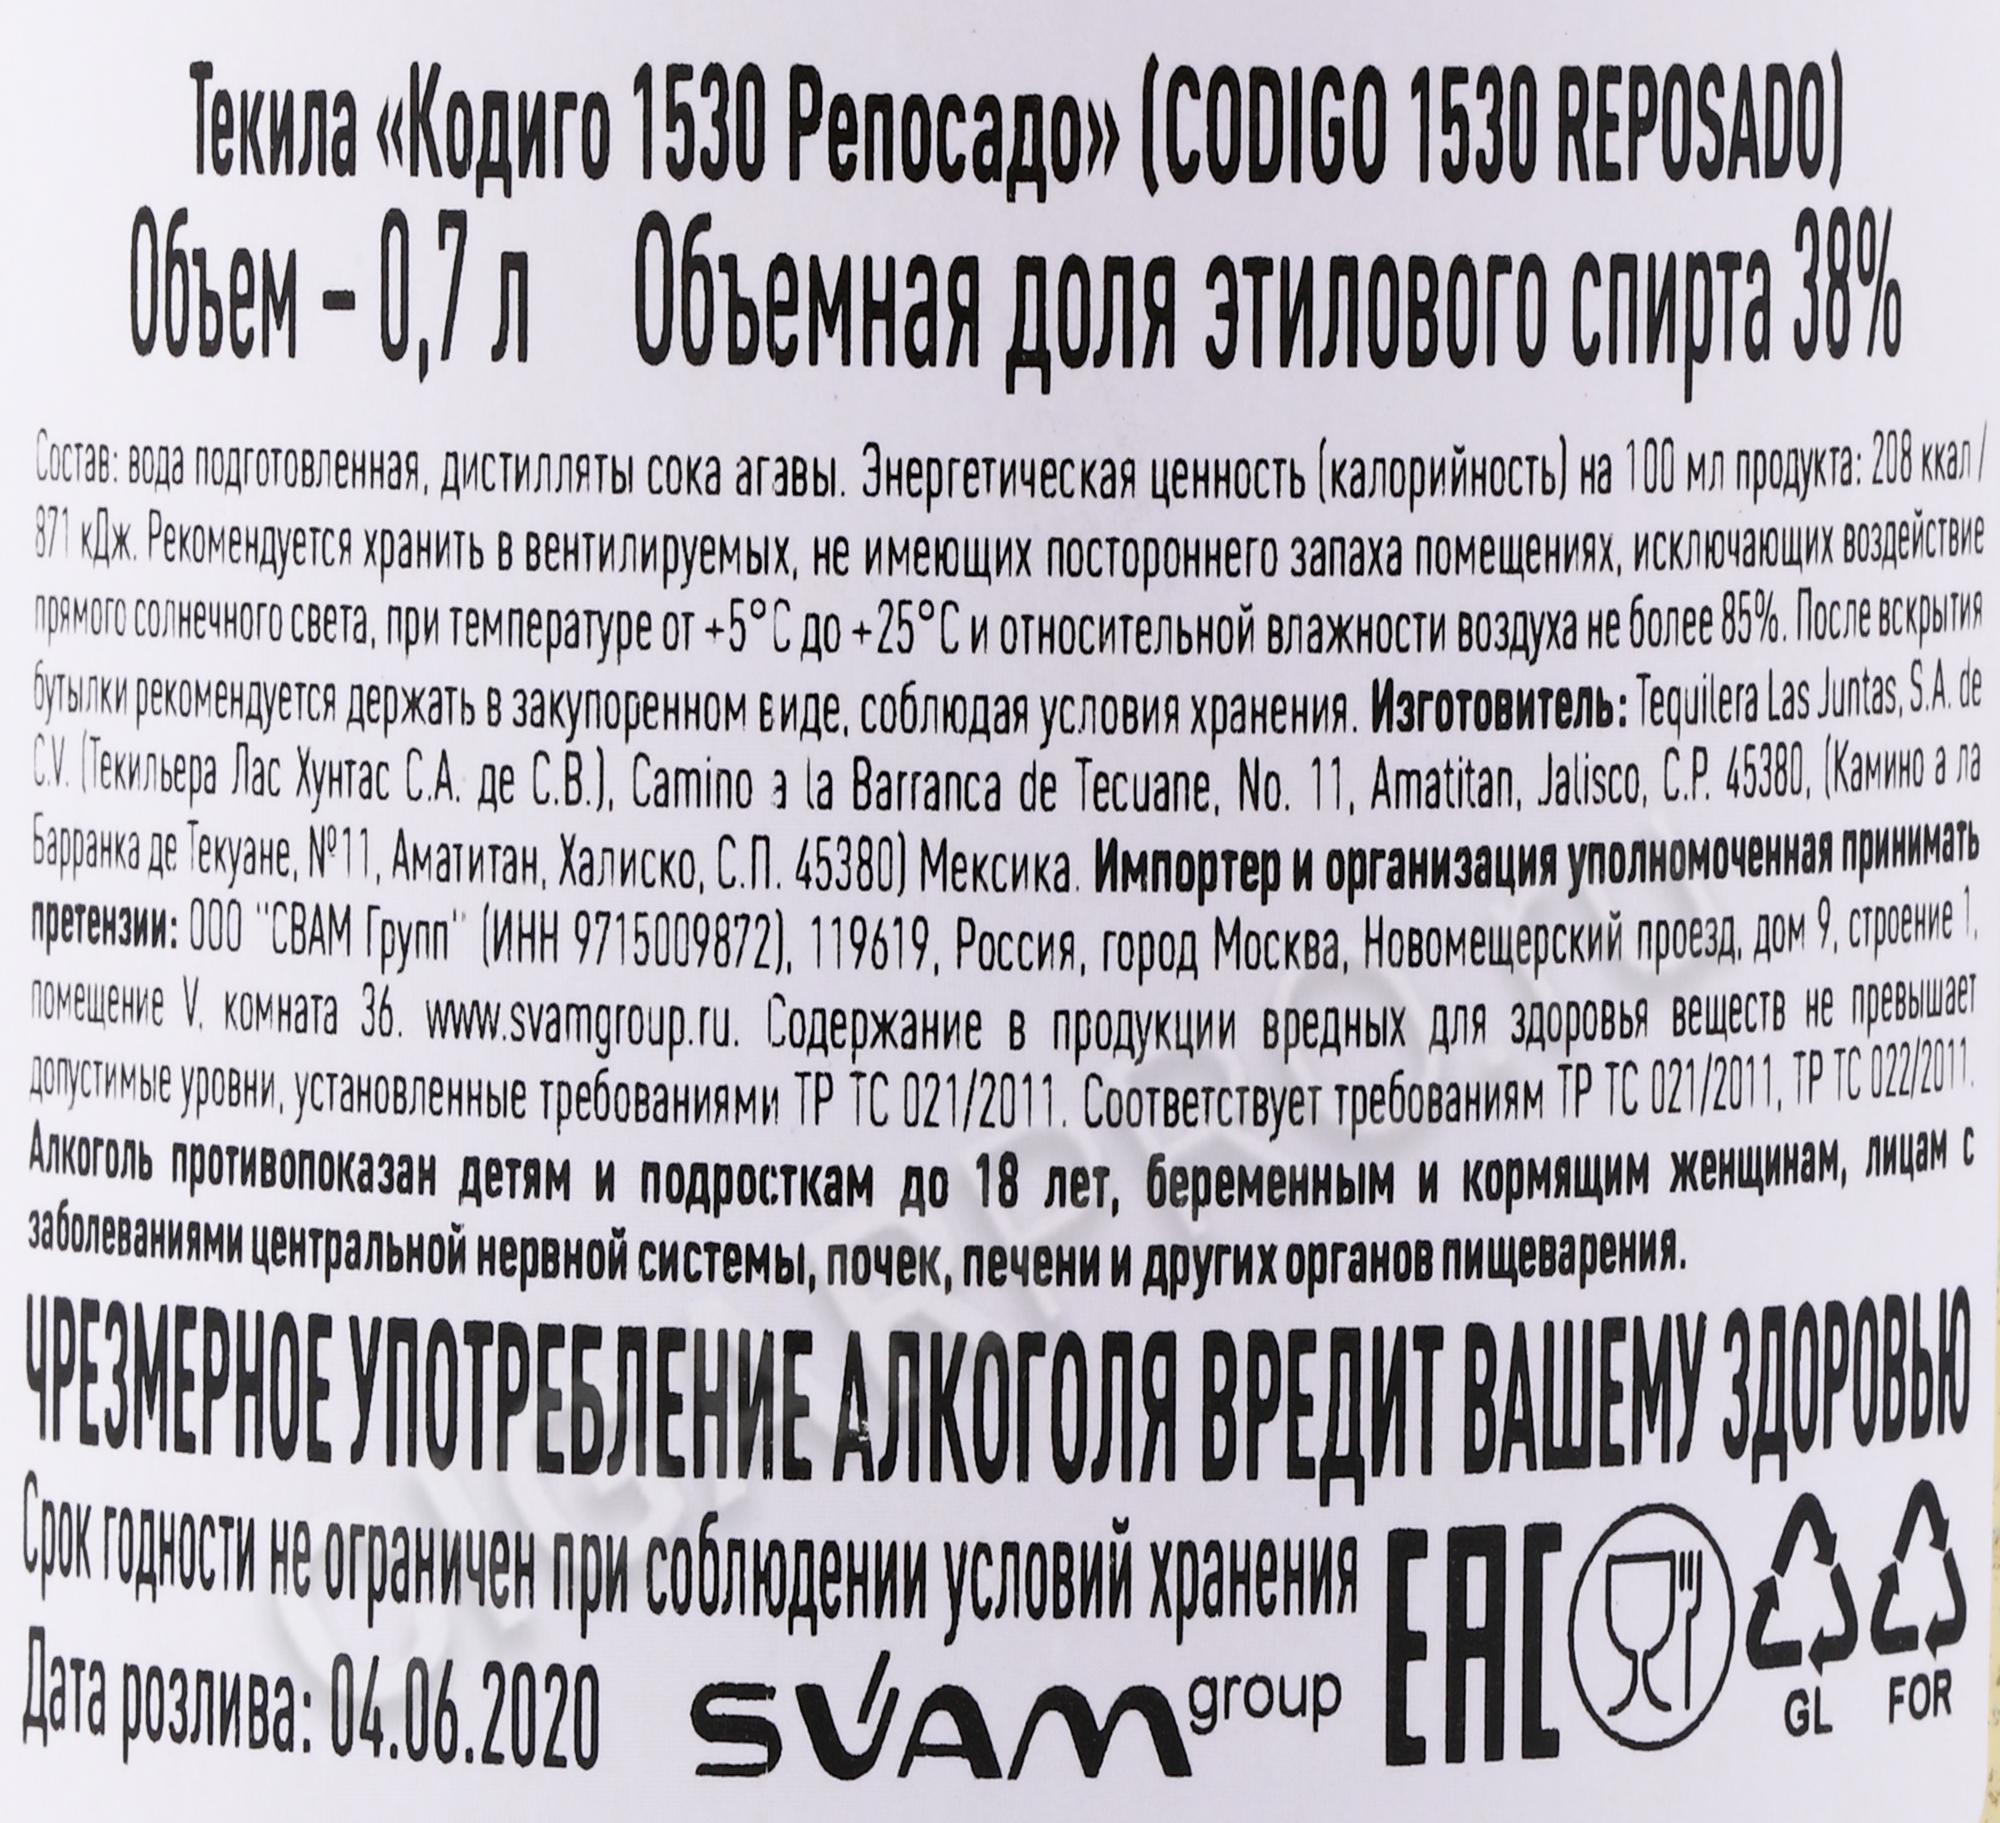 Текила «Кодиго 1530 Репосадо» (CODIGO 1530 REPOSADO)
Объем – 0,7 л Объемная доля этилового спирта 38%
Состав: вода подготовленная, дистилляты сока агавы. Энергетическая ценность (калорийность) на 100 мл продукта: 208 ккал /
871 кДж. Рекомендуется хранить в вентилируемых, не имеющих постороннего запаха помещениях, исключающих воздействие
прямого солнечного света, при температуре от +5°С до +25°С и относительной влажности воздуха не более 85%. После вскрытия
бутылки рекомендуется держать в закупоренном виде, соблюдая условия хранения. Изготовитель: Tequilera Las Juntas, S.A. de
C.V. (Текильера Лас Хунтас С.А. де С.В.), Camino a la Barranca de Tecuane, No. 11, Amatitan, Jalisco, C.P. 45380, (Камино а ла
Барранка де Текуане, №11, Аматитан, Халиско, С.П. 45380) Мексика. Импортер и организация уполномоченная принимать
претензии: ООО "СВАМ Групп" (ИНН 9715009872), 119619, Россия, город Москва, Новомещерский проезд, дом 9, строение 1,
помещение V, комната 36. www.svamgroup.ru. Содержание в продукции вредных для здоровья веществ не превышает
допустимые уровни, установленные требованиями ТР ТС 021/2011. Соответствует требованиям ТР ТС 021/2011, ТР ТС 022/2011.
Алкоголь противопоказан детям и подросткам до 18 лет, беременным и кормящим женщинам, лицам с
заболеваниями центральной нервной системы, почек, печени и других органов пищеварения.
ЧРЕЗМЕРНОЕ УПОТРЕБЛЕНИЕ АЛКОГОЛЯ ВРЕДИТ ВАШЕМУ ЗДОРОВЬЮ
Срок годности не ограничен при соблюдении условий хранения
Дата розлива: 04.06.2020
SVAM group
ЕАС
GL
FOR
CIGARPRO.ru